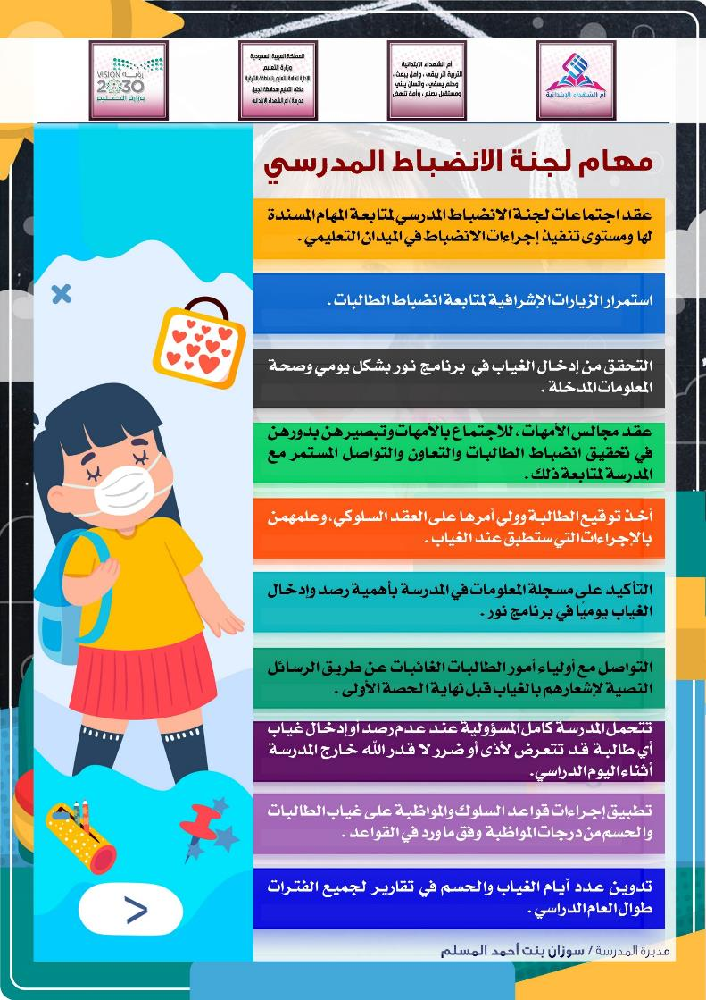 أم الشهداء الابتدائية
أم الشهداء الابتدائية
التربية أثر يبقى ، وأمل يبعث ،
وحلم يسقي ، وانسان يبني
ومستقبل يصنع ، وأمة تنهض
المملكة العربية السعودية
وزارة التعليم
الإدارة العامة للتعليم بالمنطقة الشرقية
مكتب التعليم بمحافظة الجبيل
مدرسة / أم الشهداء الابتدائية
VISION رؤية
2030
وزارة التعليم
مهام لجنة الانضباط المدرسي
عقد اجتماعات لجنة الانضباط المدرسي لمتابعة المهام المسندة
لها ومستوى تنفيذ إجراءات الانضباط في الميدان التعليمي .
استمرار الزيارات الإشرافية لمتابعة انضباط الطالبات .
التحقق من إدخال الغياب في برنامج نور بشكل يومي وصحة
المعلومات المدخلة .
عقد مجالس الأمهات ، للاجتماع بالأمهات وتبصيرهن بدورهن
في تحقيق انضباط الطالبات والتعاون والتواصل المستمر مع
المدرسة لمتابعة ذلك .
أخذ توقيع الطالبة وولي أمرها على العقد السلوكي، وعلمهمن
بالإجراءات التي ستطبق عند الغياب .
التأكيد على مسجلة المعلومات في المدرسة بأهمية رصد وإدخال
الغياب يوميًا في برنامج نور .
التواصل مع أولياء أمور الطالبات الغائبات عن طريق الرسائل
النصية لإشعارهم بالغياب قبل نهاية الحصة الأولى .
تتحمل المدرسة كامل المسؤولية عند عدم رصد أو إدخال غياب
أي طالبة قد تتعرض لأذى أو ضرر لا قدر الله خارج المدرسة
أثناء اليوم الدراسي.
تطبيق إجراءات قواعد السلوك والمواظبة على غياب الطالبات
والحسم من درجات المواظبة وفق ما ورد في القواعد .
تدوين عدد أيام الغياب والحسم في تقارير لجميع الفترات
طوال العام الدراسي .
مديرة المدرسة / سوزان بنت أحمد المسلم